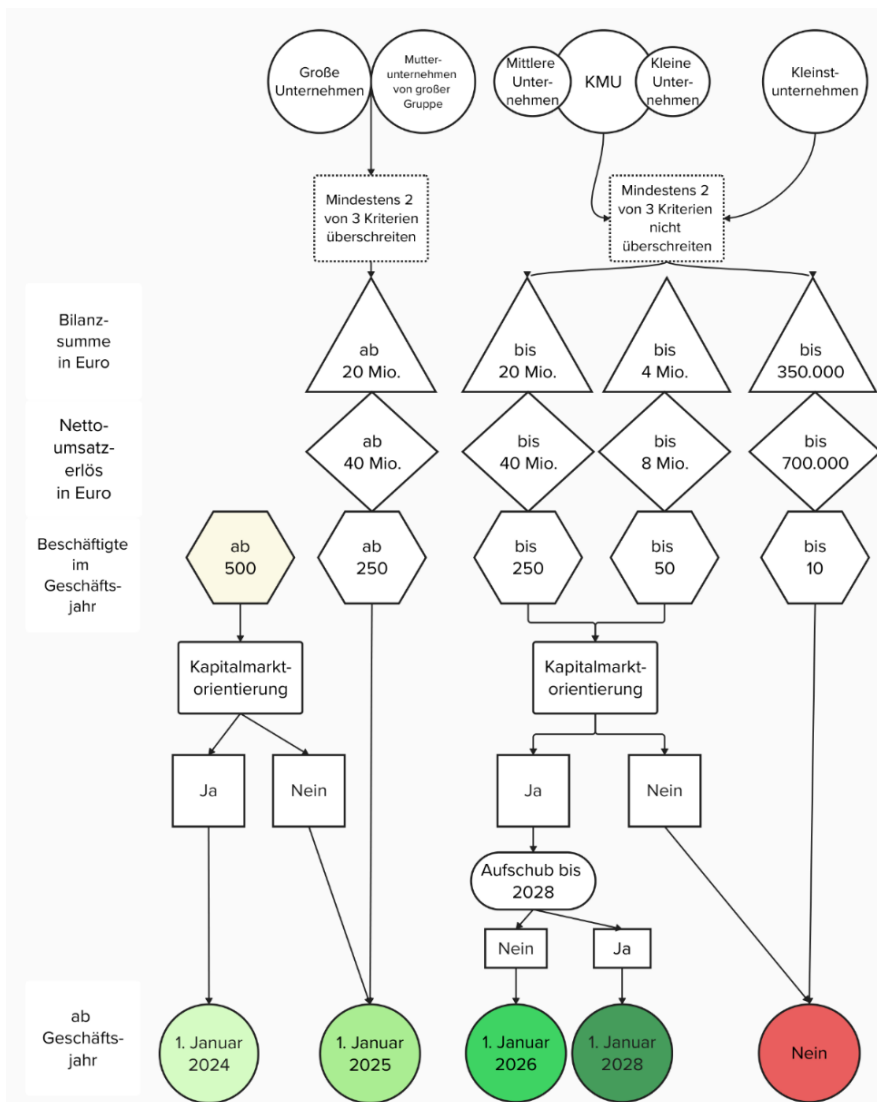 Große
Unternehmen
Mutter-
unternehmen
von großer
Gruppe
Mittlere
Unter-
nehmen
KMU
Kleine
Unter-
nehmen
Kleinst-
unternehmen
Mindestens 2
von 3 Kriterien
überschreiten
Mindestens 2
von 3 Kriterien
nicht
überschreiten
Bilanz-
summe
in Euro
ab
20 Mio.
bis
20 Mio.
bis
4 Mio.
bis
350.000
Netto-
umsatz-
erlös
in Euro
ab
40 Mio.
bis
40 Mio.
bis
8 Mio.
bis
700.000
Beschäftigte
im
Geschäfts-
jahr
ab
500
ab
250
bis
250
bis
50
bis
10
Kapitalmarkt-
orientierung
Kapitalmarkt-
orientierung
Ja
Nein
Ja
Nein
Aufschub bis
2028
Nein
Ja
ab
Geschäfts-
jahr
1. Januar
2024
1. Januar
2025
1. Januar
2026
1. Januar
2028
Nein